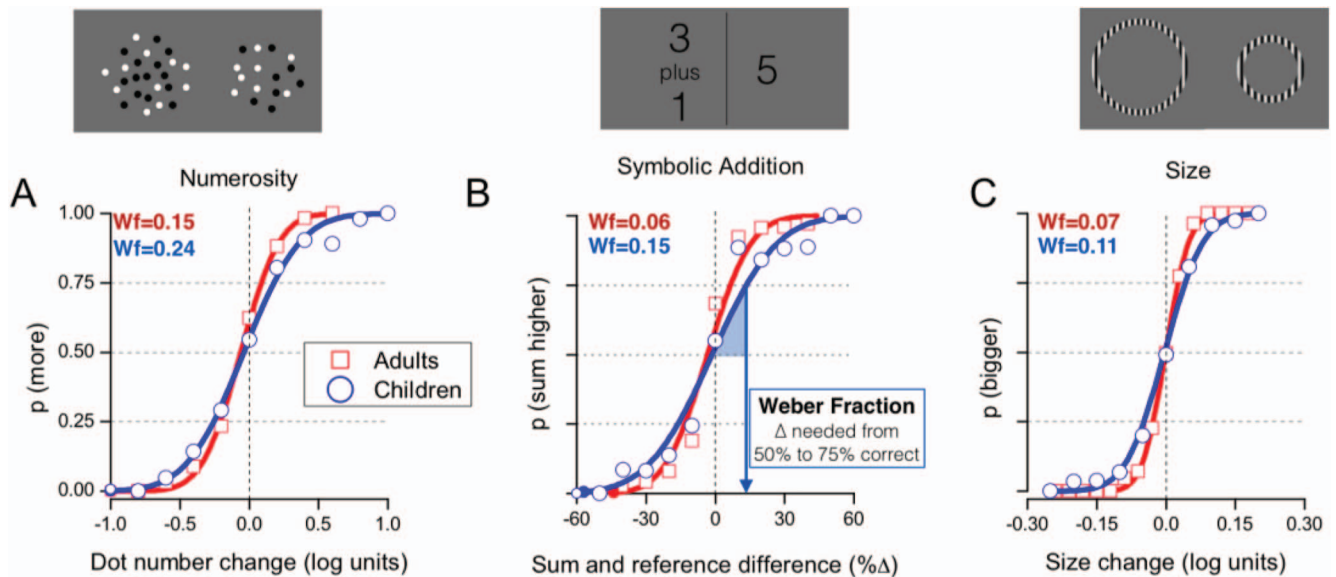 3
plus
1
5
A
Numerosity
Wf=0.15
Wf=0.24
p (more)
1.00
0.75
0.50
0.25
0.00
-1.0
-0.5
0.0
0.5
1.0
Dot number change (log units)
Adults
Children
B
Symbolic Addition
Wf=0.06
Wf=0.15
p (sum higher)
Weber Fraction
Δ needed from
50% to 75% correct
-60
-30
0
30
60
Sum and reference difference (%Δ)
C
Size
Wf=0.07
Wf=0.11
p (bigger)
-0.30
-0.15
0.0
0.15
0.30
Size change (log units)